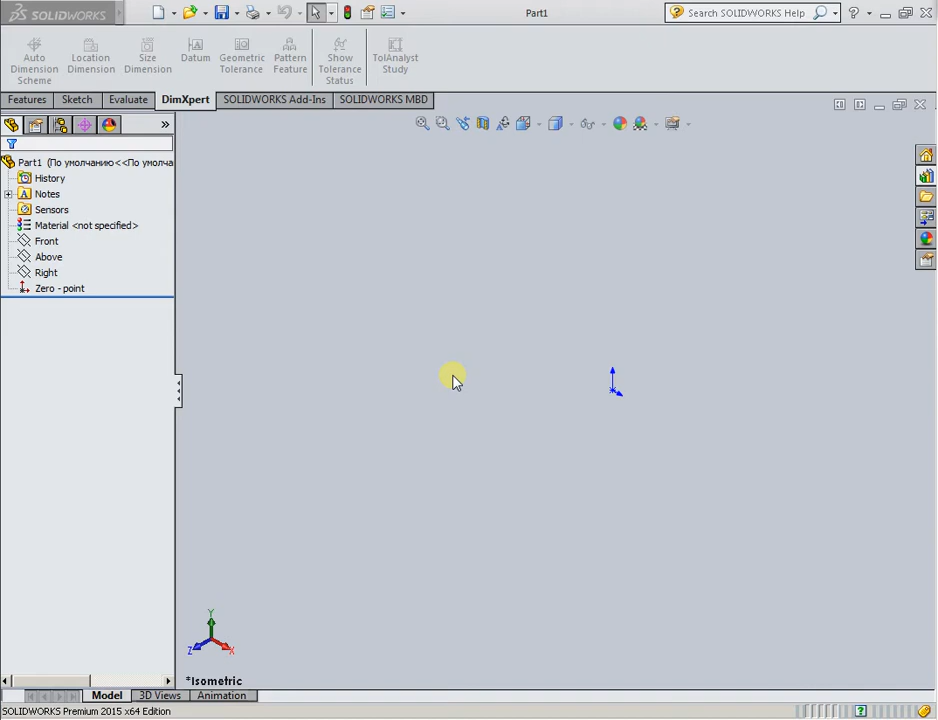 SOLIDWORKS
Part1
Search SOLIDWORKS Help
Auto Dimension Scheme
Location Dimension
Size Dimension
Datum
Geometric Tolerance
Pattern Feature
Show Tolerance Status
TolAnalyst Study
Features
Sketch
Evaluate
DimXpert
SOLIDWORKS Add-Ins
SOLIDWORKS MBD
Part1 (По умолчанию<<По умолча
History
Notes
Sensors
Material <not specified>
Front
Above
Right
Zero - point
Y
Z
X
*Isometric
Model
3D Views
Animation
SOLIDWORKS Premium 2015 x64 Edition